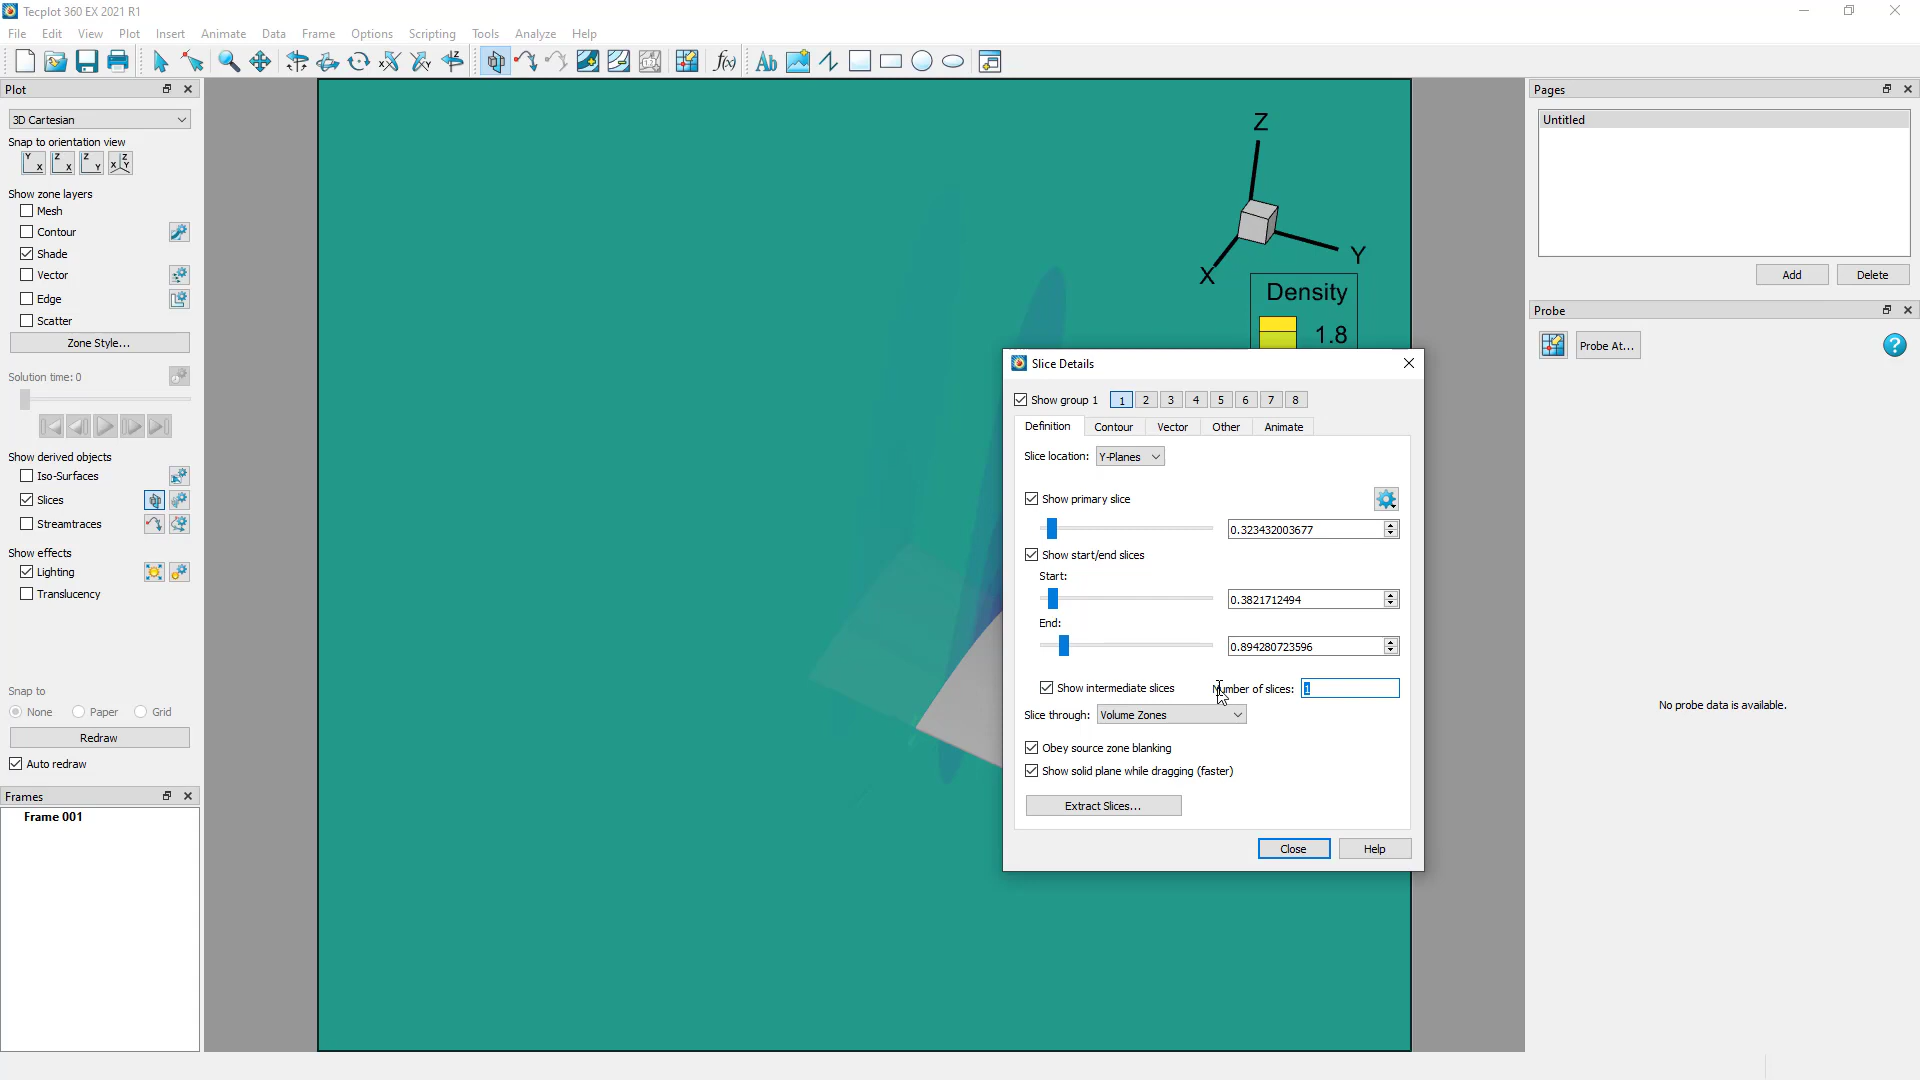 Tecplot 360 EX 2021 R1
File Edit View Plot Insert Animate Data Frame Options Scripting Tools Analyze Help
Plot
3D Cartesian
Snap to orientation view
Show zone layers
Mesh
Contour
Shade
Vector
Edge
Scatter
Zone Style...
Solution time: 0
Show derived objects
Iso-Surfaces
Slices
Streamtraces
Show effects
Lighting
Translucency
Snap to
None Paper Grid
Redraw
Auto redraw
Frames
Frame 001
Z
Y
X
Density
1.8
Slice Details
Show group 1 1 2 3 4 5 6 7 8
Definition Contour Vector Other Animate
Slice location: Y-Planes
Show primary slice
0.323432003677
Show start/end slices
Start:
0.3821712494
End:
0.894280723596
Show intermediate slices Number of slices: 1
Slice through: Volume Zones
Obey source zone blanking
Show solid plane while dragging (faster)
Extract Slices...
Close Help
Pages
Untitled
Add Delete
Probe
Probe At...
No probe data is available.